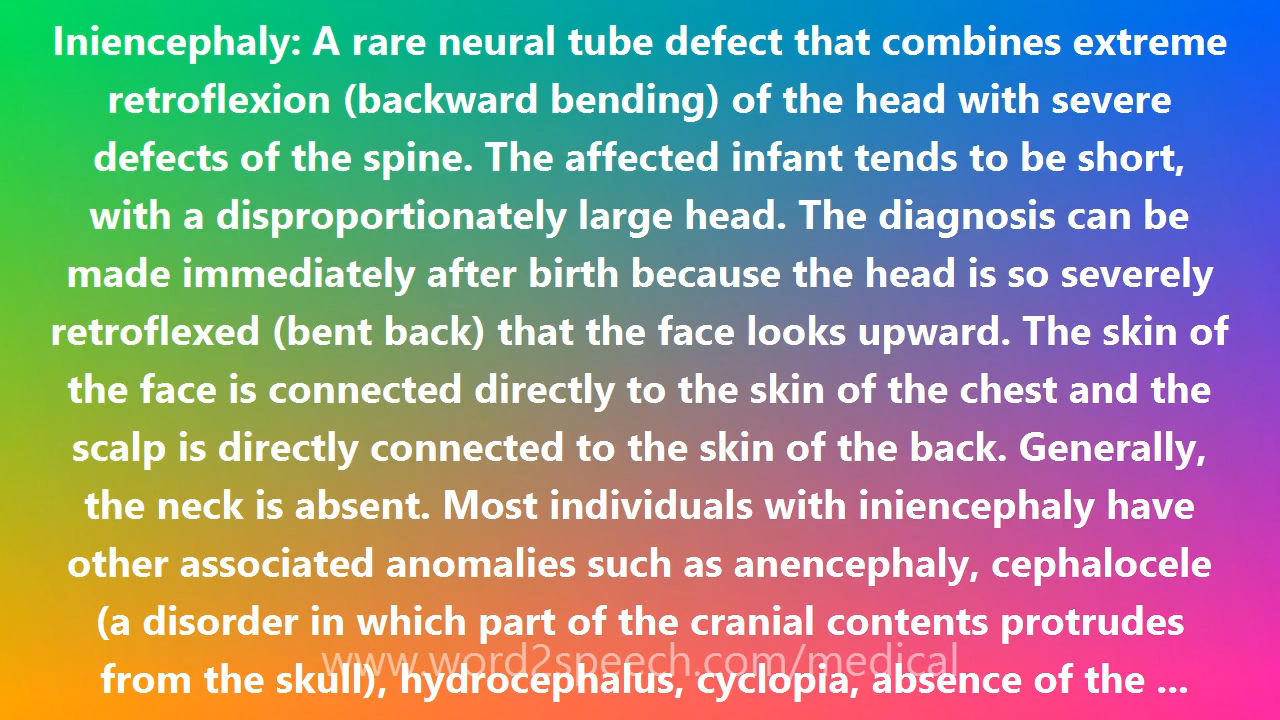 Iniencephaly: A rare neural tube defect that combines extreme
retroflexion (backward bending) of the head with severe
defects of the spine. The affected infant tends to be short,
with a disproportionately large head. The diagnosis can be
made immediately after birth because the head is so severely
retroflexed (bent back) that the face looks upward. The skin of
the face is connected directly to the skin of the chest and the
scalp is directly connected to the skin of the back. Generally,
the neck is absent. Most individuals with iniencephaly have
other associated anomalies such as anencephaly, cephalocele
(a disorder in which part of the cranial contents protrudes
www.word2speech.com/medical
from the skull), hydrocephalus, cyclopia, absence of the ...